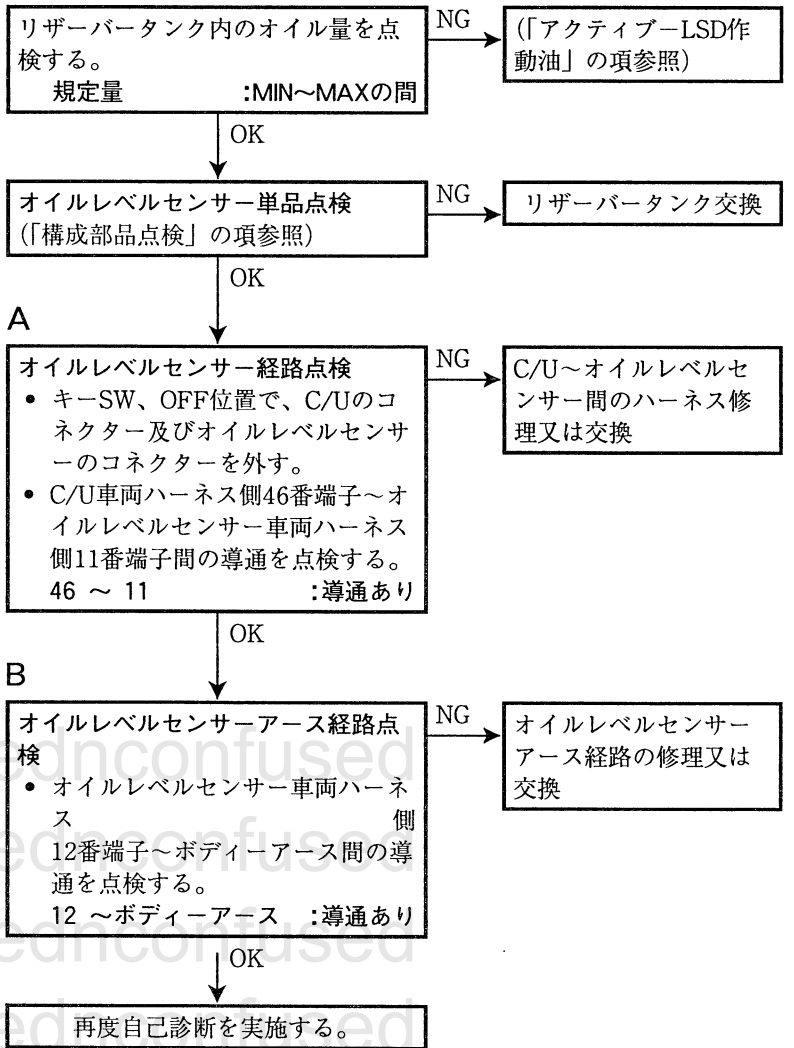 リザーバータンク内のオイル量を点
検する。
規定量 :MIN～MAXの間
NG
(「アクティブ－LSD作
動油」の項参照)
OK
オイルレベルセンサー単品点検
(「構成部品点検」の項参照)
NG
リザーバータンク交換
OK
A
オイルレベルセンサー経路点検
• キーSW、OFF位置で、C/Uのコ
ネクター及びオイルレベルセンサ
ーのコネクターを外す。
• C/U車両ハーネス側46番端子～オ
イルレベルセンサー車両ハーネス
側11番端子間の導通を点検する。
46 ～ 11 :導通あり
NG
C/U～オイルレベルセ
ンサー間のハーネス修
理又は交換
OK
B
オイルレベルセンサーアース経路点
検
• オイルレベルセンサー車両ハーネ
ス 側
12番端子～ボディーアース間の導
通を点検する。
12 ～ボディーアース :導通あり
NG
オイルレベルセンサー
アース経路の修理又は
交換
OK
再度自己診断を実施する。
ednconfused
ednconfused
ednconfused
ednconfused